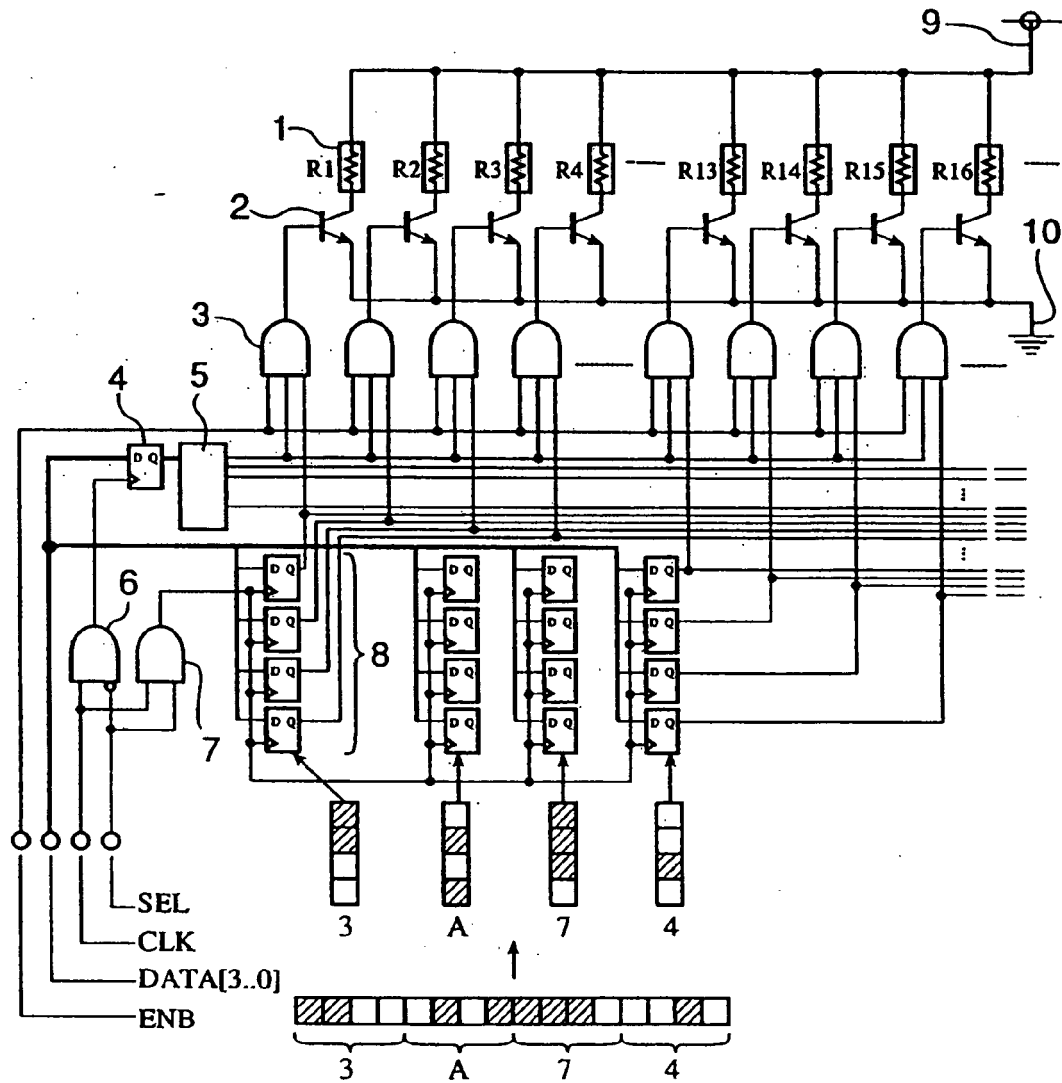 9
1
R1 R2 R3 R4 R13 R14 R15 R16
2
10
3
4 5
D Q
D Q D Q D Q D Q
6
D Q D Q D Q D Q
8
D Q D Q D Q D Q
7
D Q D Q D Q D Q
SEL
3 A 7 4
CLK
DATA[3..0]
ENB
3 A 7 4